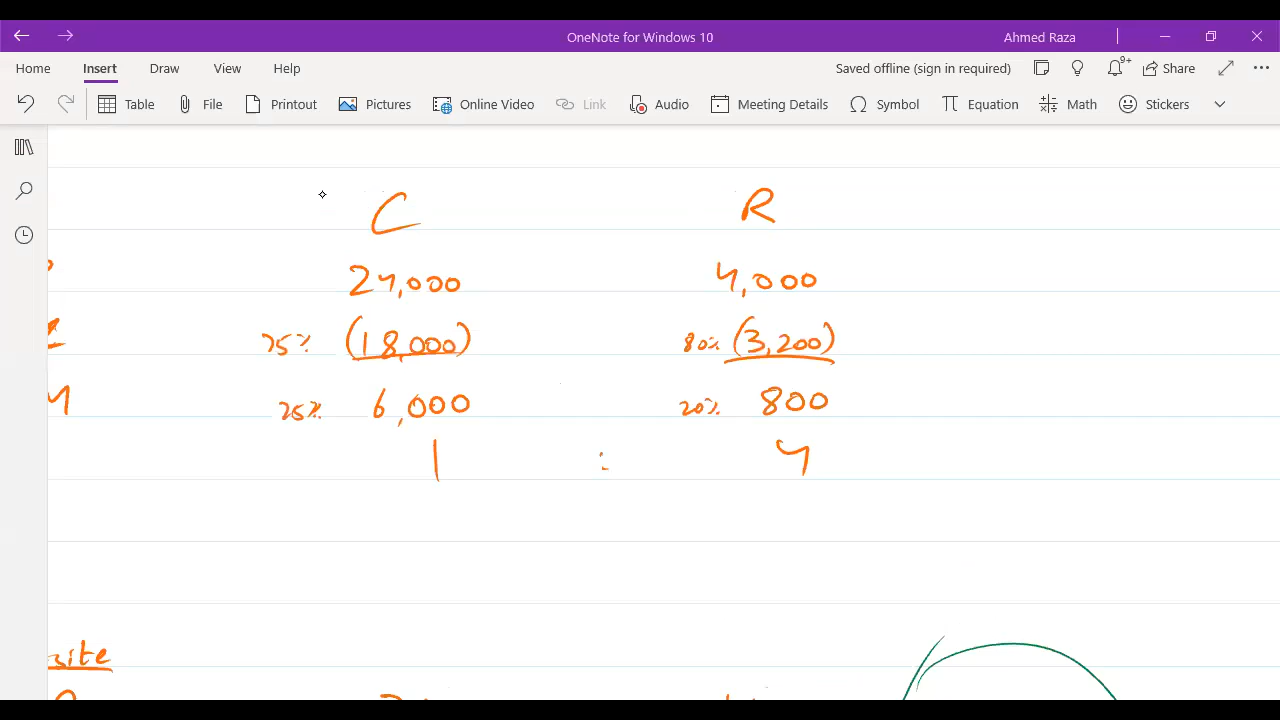 OneNote for Windows 10 Ahmed Raza
Home Insert Draw View Help Saved offline (sign in required) 9+ Share
Table File Printout Pictures Online Video Link Audio Meeting Details Symbol Equation Math Stickers
C R
24,000 4,000
75% (18,000) 80% (3,200)
25% 6,000 20% 800
1 : 4